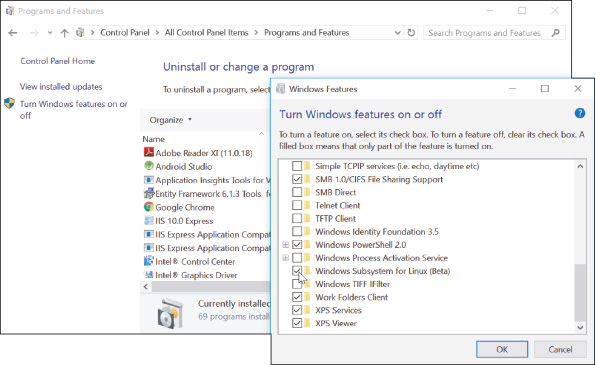 Programs and Features
Control Panel > All Control Panel Items > Programs and Features
Search Programs and Features
Control Panel Home
View installed updates
Turn Windows features on or
off
Uninstall or change a program
To uninstall a program, selec
Organize
Name
Adobe Reader XI (11.0.18)
Android Studio
Application Insights Tools for V
Entity Framework 6.1.3 Tools for
Google Chrome
IIS 10.0 Express
IIS Express Application Compat
IIS Express Application Compat
Intel® Control Center
Intel® Graphics Driver
Currently installed
69 programs install
Windows Features
Turn Windows features on or off
To turn a feature on, select its check box. To turn a feature off, clear its check box. A
filled box means that only part of the feature is turned on.
Simple TCPIP services (i.e. echo, daytime etc)
SM8 1.0/CIFS File Sharing Support
SM8 Direct
Telnet Client
TFTP Client
Windows Identity Foundation 3.5
Windows PowerShell 2.0
Windows Process Activation Service
Windows Subsystem for Linux (Beta)
Windows TIFF IFilter
Work Folders Client
XPS Services
XPS Viewer
OK
Cancel